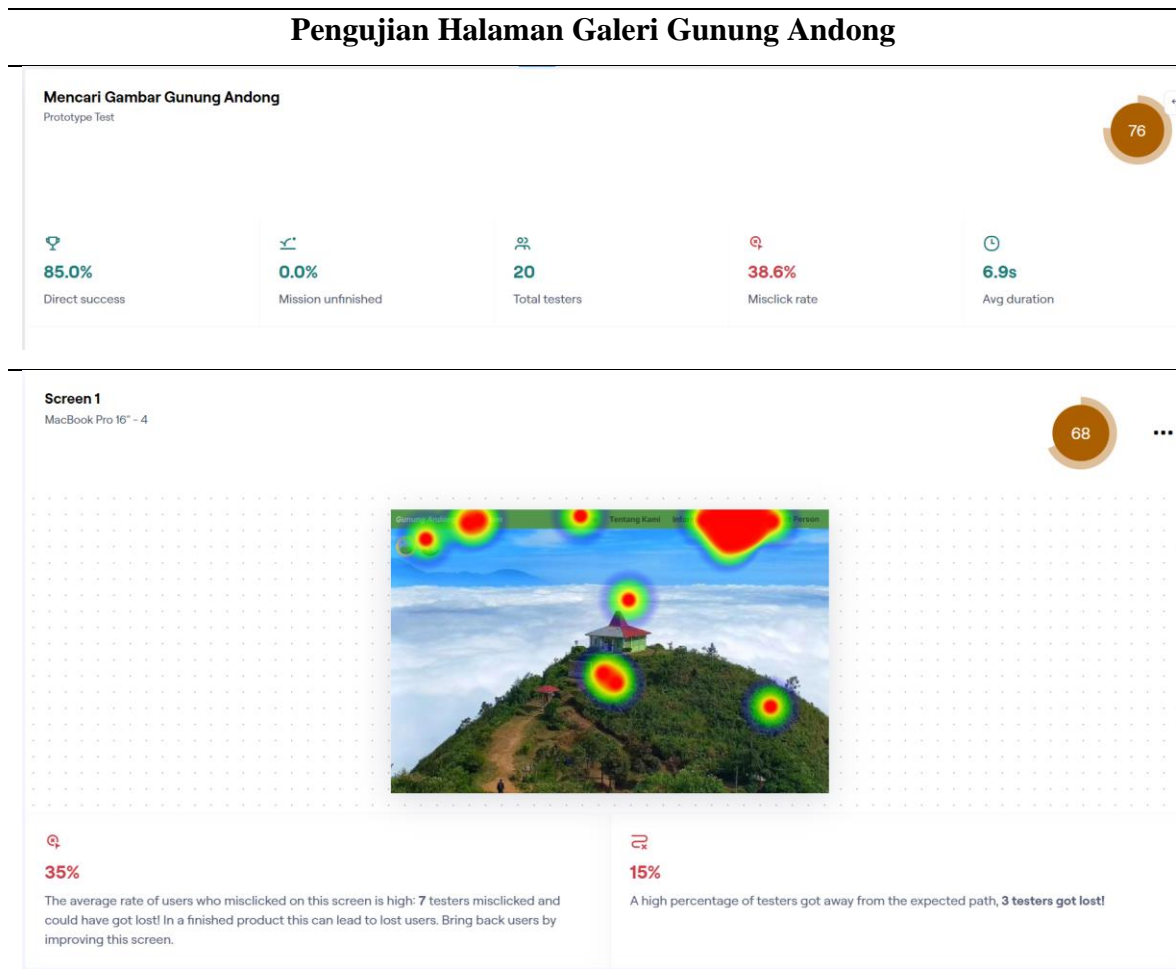 Pengujian Halaman Galeri Gunung Andong
Mencari Gambar Gunung Andong
Prototype Test
76
85.0%
Direct success
0.0%
Mission unfinished
20
Total testers
38.6%
Misclick rate
6.9s
Avg duration
Screen 1
MacBook Pro 16" - 4
68
Gunung Tentang Kami Person
35%
The average rate of users who misclicked on this screen is high: 7 testers misclicked and
could have got lost! In a finished product this can lead to lost users. Bring back users by
improving this screen.
15%
A high percentage of testers got away from the expected path, 3 testers got lost!